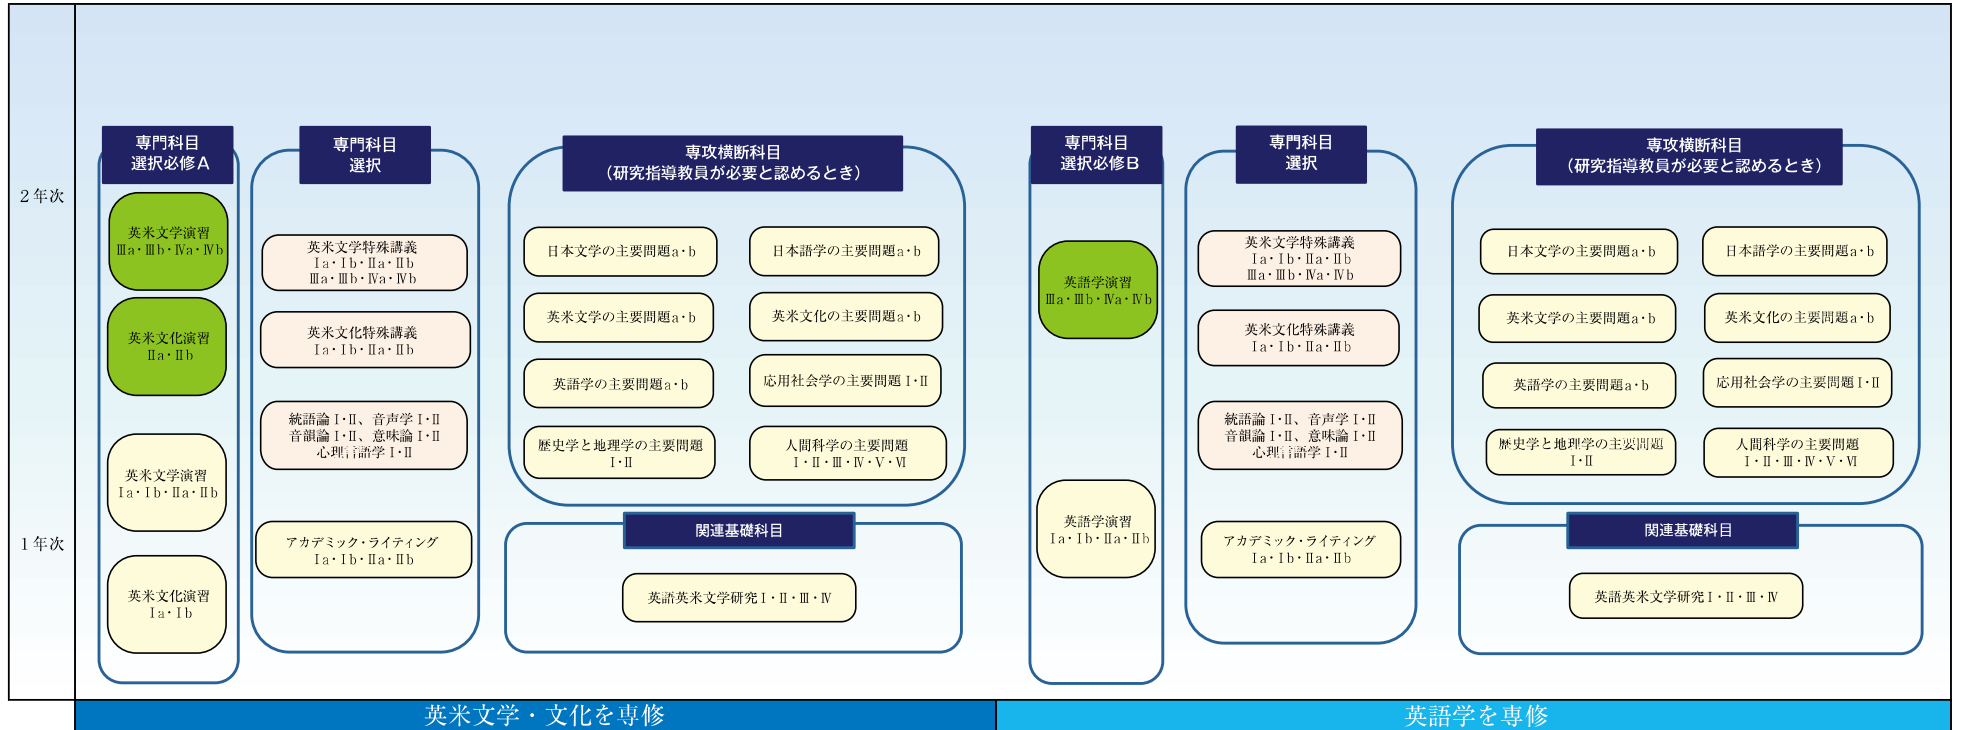 2年次
1年次
専門科目
選択必修A
英米文学演習
Ⅲa・Ⅲb・Ⅳa・Ⅳb
英米文化演習
Ⅱa・Ⅱb
英米文学演習
Ⅰa・Ⅰb・Ⅱa・Ⅱb
英米文化演習
Ⅰa・Ⅰb
専門科目
選択
英米文学特殊講義
Ⅰa・Ⅰb・Ⅱa・Ⅱb
Ⅲa・Ⅲb・Ⅳa・Ⅳb
英米文化特殊講義
Ⅰa・Ⅰb・Ⅱa・Ⅱb
統語論Ⅰ・Ⅱ、音声学Ⅰ・Ⅱ
音韻論Ⅰ・Ⅱ、意味論Ⅰ・Ⅱ
心理言語学Ⅰ・Ⅱ
アカデミック・ライティング
Ⅰa・Ⅰb・Ⅱa・Ⅱb
専攻横断科目
(研究指導教員が必要と認めるとき)
日本文学の主要問題a・b
日本語学の主要問題a・b
英米文学の主要問題a・b
英米文化の主要問題a・b
英語学の主要問題a・b
応用社会学の主要問題Ⅰ・Ⅱ
歴史学と地理学の主要問題
Ⅰ・Ⅱ
人間科学の主要問題
Ⅰ・Ⅱ・Ⅲ・Ⅳ・Ⅴ・Ⅵ
関連基礎科目
英語英米文学研究Ⅰ・Ⅱ・Ⅲ・Ⅳ
英米文学・文化を専修
専門科目
選択必修B
英語学演習
Ⅲa・Ⅲb・Ⅳa・Ⅳb
英語学演習
Ⅰa・Ⅰb・Ⅱa・Ⅱb
専門科目
選択
英米文学特殊講義
Ⅰa・Ⅰb・Ⅱa・Ⅱb
Ⅲa・Ⅲb・Ⅳa・Ⅳb
英米文化特殊講義
Ⅰa・Ⅰb・Ⅱa・Ⅱb
統語論Ⅰ・Ⅱ、音声学Ⅰ・Ⅱ
音韻論Ⅰ・Ⅱ、意味論Ⅰ・Ⅱ
心理言語学Ⅰ・Ⅱ
アカデミック・ライティング
Ⅰa・Ⅰb・Ⅱa・Ⅱb
専攻横断科目
(研究指導教員が必要と認めるとき)
日本文学の主要問題a・b
日本語学の主要問題a・b
英米文学の主要問題a・b
英米文化の主要問題a・b
英語学の主要問題a・b
応用社会学の主要問題Ⅰ・Ⅱ
歴史学と地理学の主要問題
Ⅰ・Ⅱ
人間科学の主要問題
Ⅰ・Ⅱ・Ⅲ・Ⅳ・Ⅴ・Ⅵ
関連基礎科目
英語英米文学研究Ⅰ・Ⅱ・Ⅲ・Ⅳ
英語学を専修